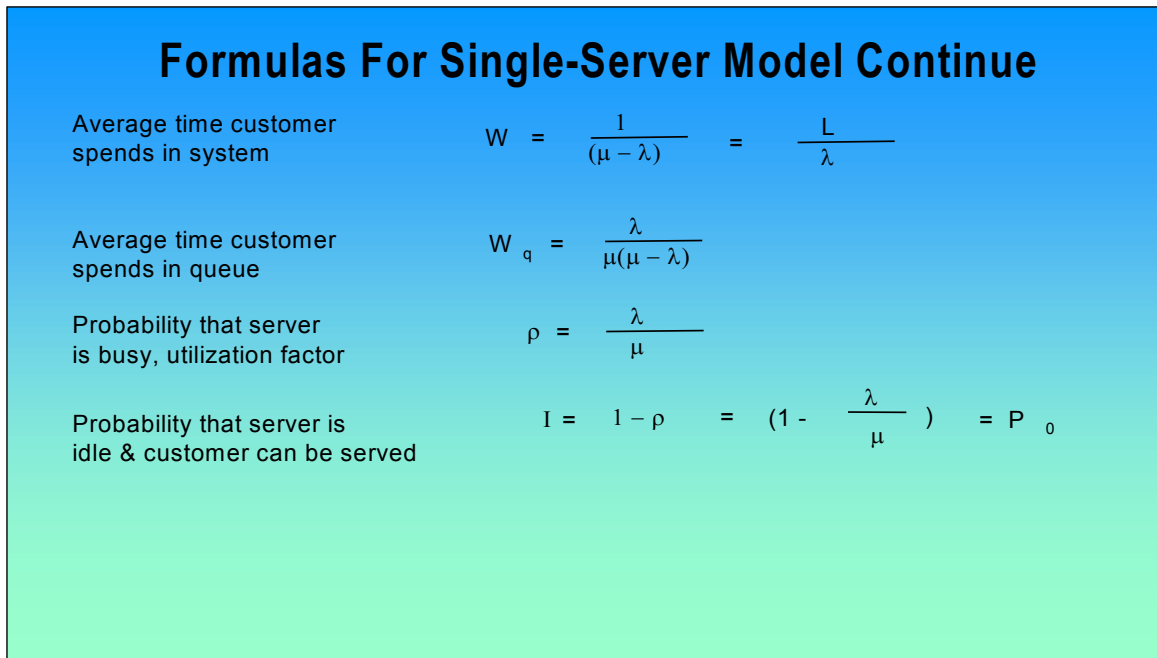 Formulas For Single-Server Model Continue
Average time customer
spends in system
W = 1 / (μ – λ) = L / λ
Average time customer
spends in queue
W q = λ / μ(μ – λ)
Probability that server
is busy, utilization factor
ρ = λ / μ
Probability that server is
idle & customer can be served
I = 1 – ρ = (1 - λ / μ ) = P 0